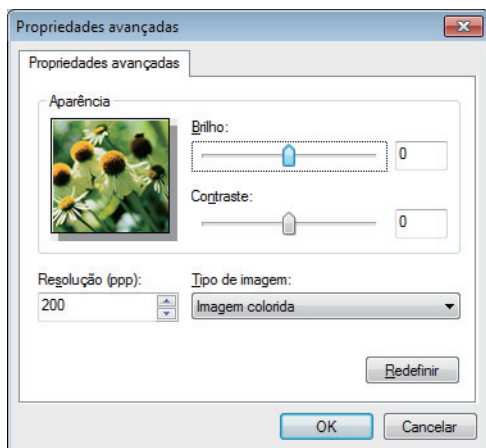 Propriedades avançadas
Propriedades avançadas
Aparência
Brilho:
0
Contraste:
0
Resolução (ppp):
Tipo de imagem:
200
Imagem colorida
Redefinir
OK
Cancelar